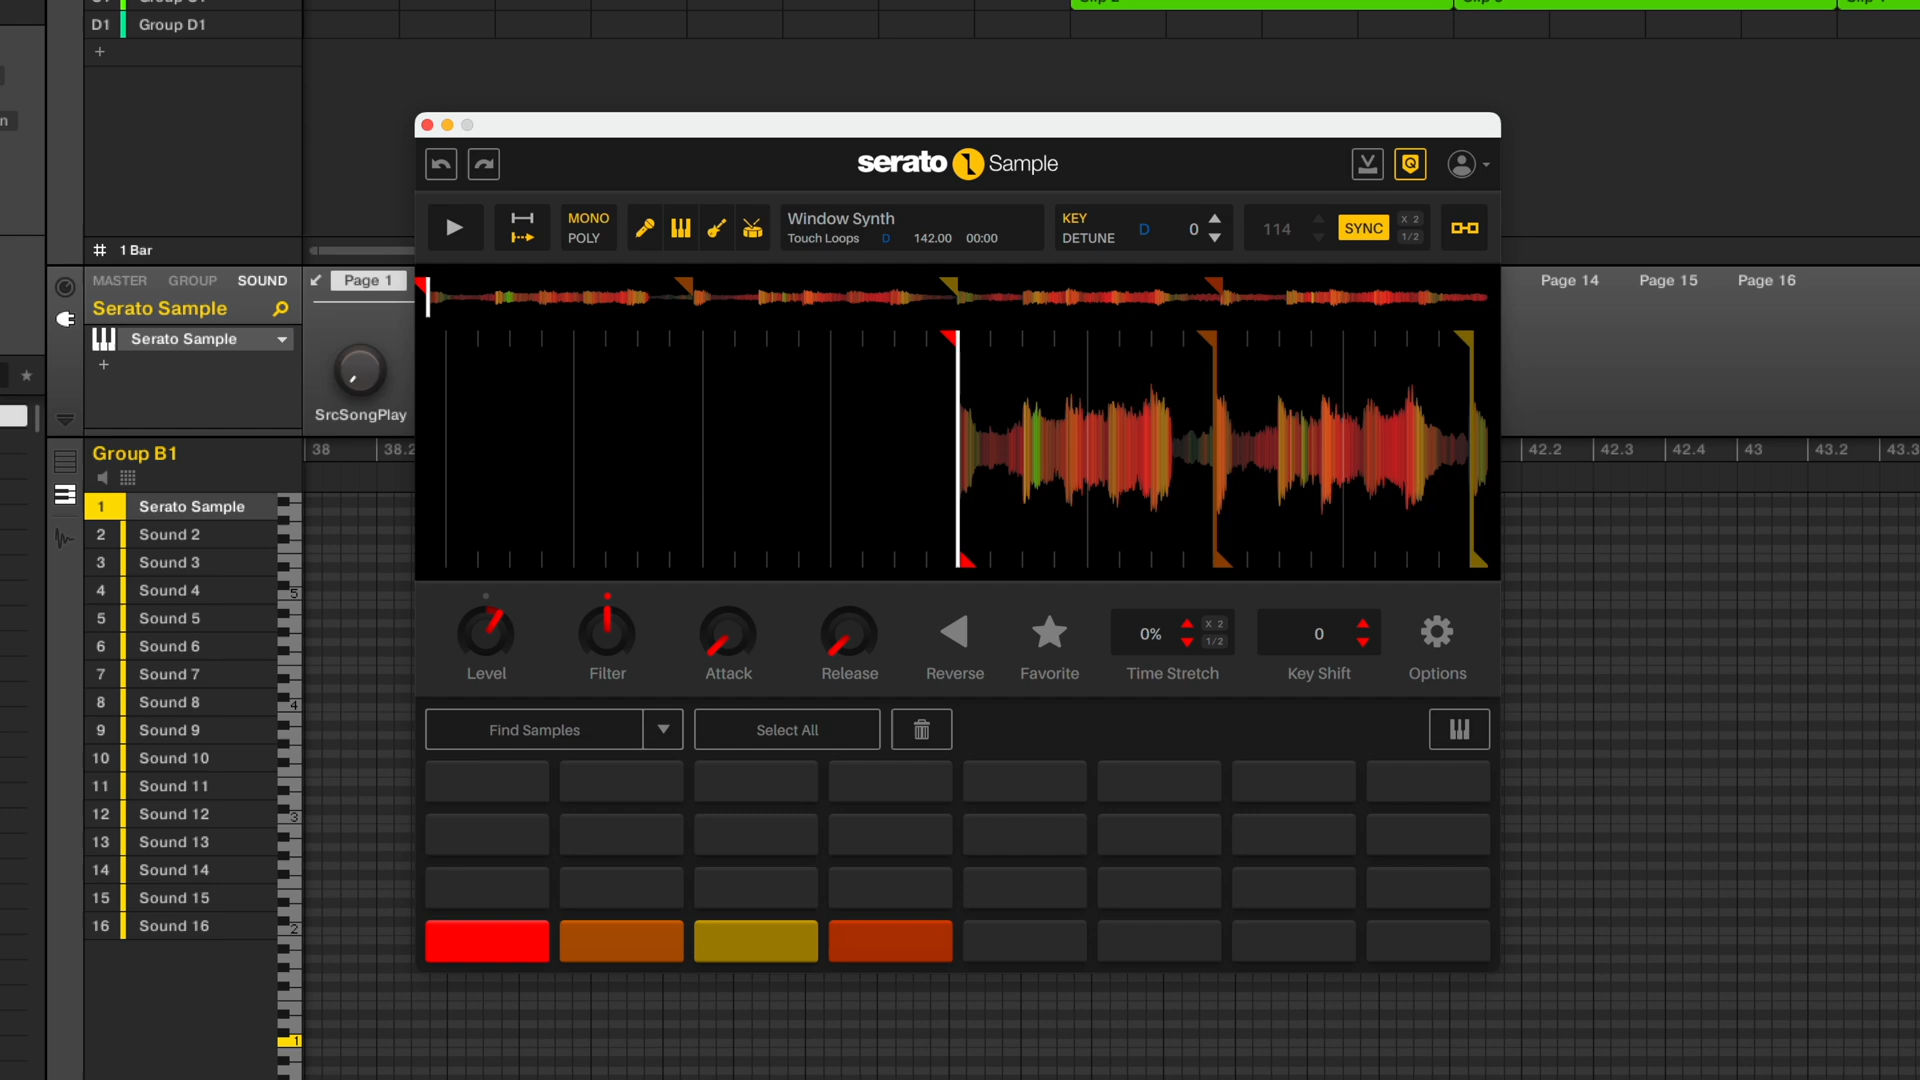 D1 Group D1
+
1 Bar
MASTER GROUP SOUND
Serato Sample
Serato Sample
+
Page 1
SrcSongPlay
Page 14 Page 15 Page 16
38 38.2
42.2 42.3 42.4 43 43.2 43.3
Group B1
1 Serato Sample
2 Sound 2
3 Sound 3
4 Sound 4
5 Sound 5
6 Sound 6
7 Sound 7
8 Sound 8
9 Sound 9
10 Sound 10
11 Sound 11
12 Sound 12
13 Sound 13
14 Sound 14
15 Sound 15
16 Sound 16
5
4
3
2
1
serato Sample
MONO
POLY
Window Synth
Touch Loops D 142.00 00:00
KEY
DETUNE D 0
114 SYNC X 2
1/2
Level
Filter
Attack
Release
Reverse
Favorite
0% X 2
1/2
Time Stretch
0
Key Shift
Options
Find Samples
Select All